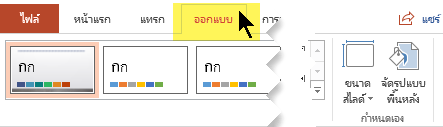 ไฟล์ หน้าแรก แทรก ออกแบบ การ แชร์
กก กก กก
ขนาด จัดรูปแบบ
สไลด์ พื้นหลัง
กำหนดเอง